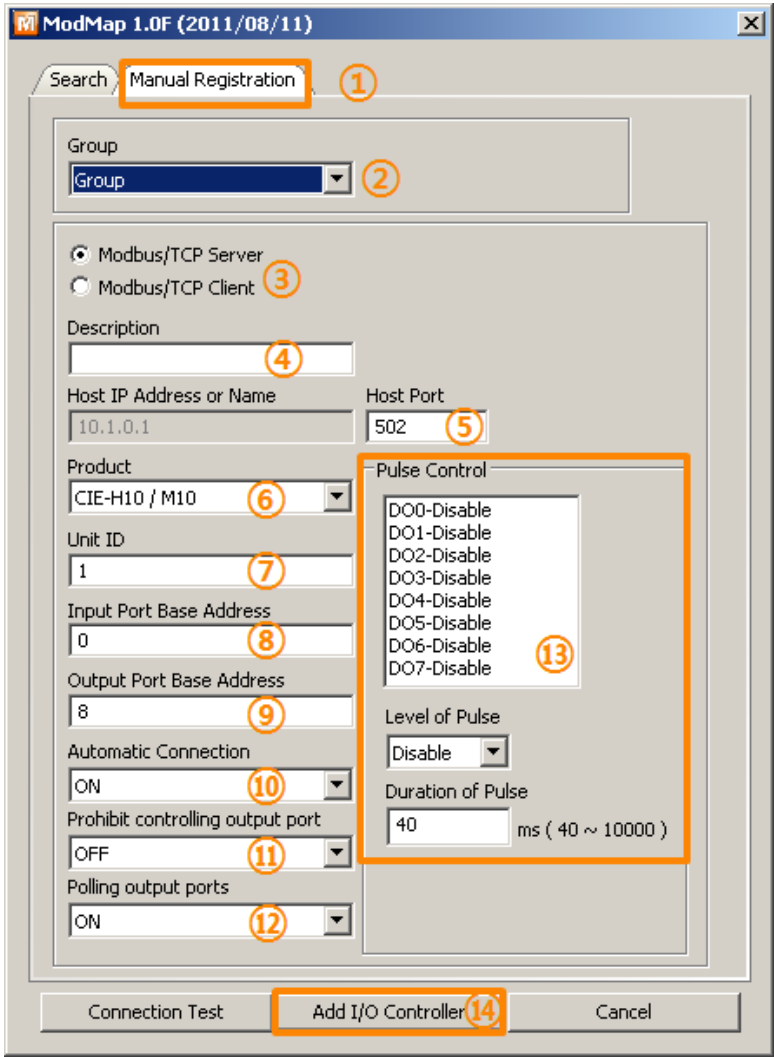 ModMap 1.0F (2011/08/11)
Search
Manual Registration
①
Group
Group
②
Modbus/TCP Server
Modbus/TCP Client
③
Description
④
Host IP Address or Name
Host Port
10.1.0.1
502
⑤
Product
CIE-H10 / M10
⑥
Unit ID
1
⑦
Input Port Base Address
0
⑧
Output Port Base Address
8
⑨
Automatic Connection
ON
⑩
Prohibit controlling output port
OFF
⑪
Polling output ports
ON
⑫
Pulse Control
DO0-Disable
DO1-Disable
DO2-Disable
DO3-Disable
DO4-Disable
DO5-Disable
DO6-Disable
DO7-Disable
⑬
Level of Pulse
Disable
Duration of Pulse
40
ms ( 40 ~ 10000 )
Connection Test
Add I/O Controller
⑭
Cancel